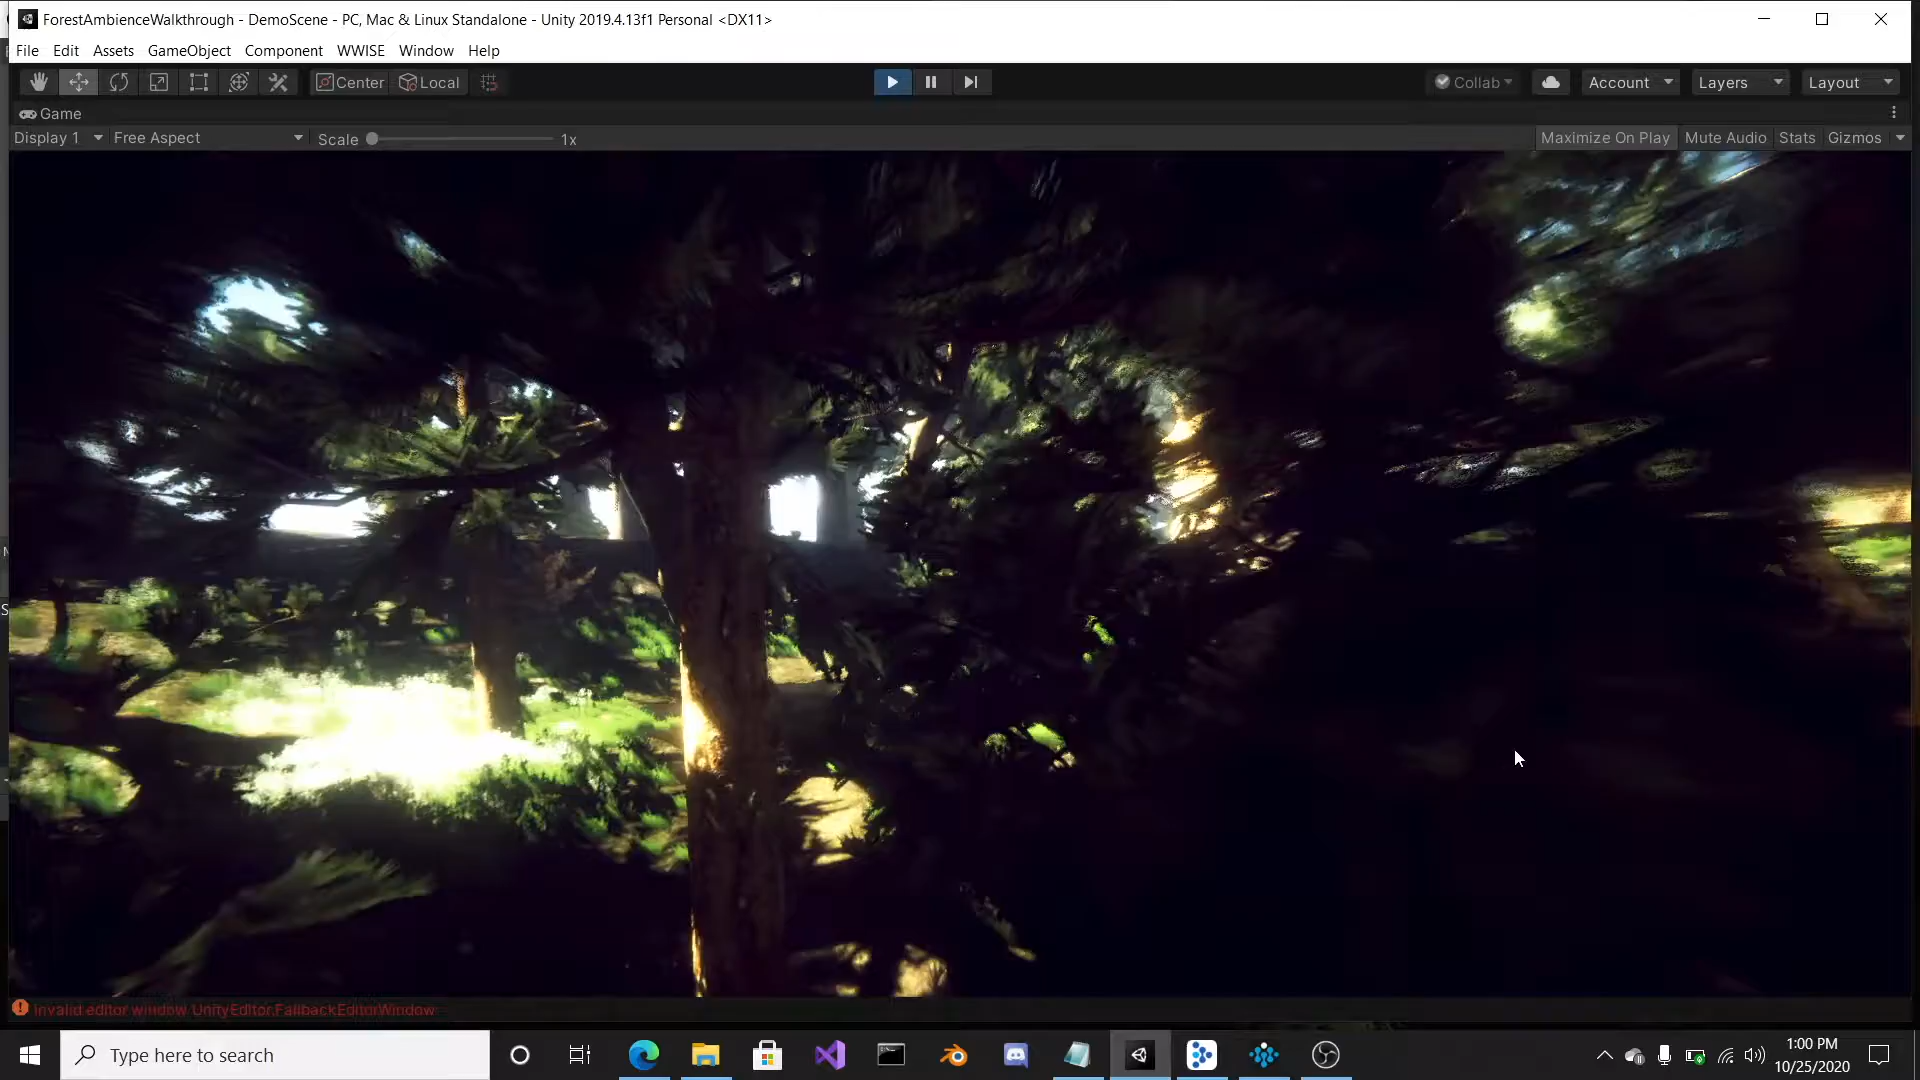 ForestAmbienceWalkthrough - DemoScene - PC, Mac & Linux Standalone - Unity 2019.4.13f1 Personal <DX11>
File Edit Assets GameObject Component WWISE Window Help
Center Local Collab Account Layers Layout
Game
Display 1 Free Aspect Scale 1x Maximize On Play Mute Audio Stats Gizmos
Invalid editor window UnityEditor.FallbackEditorWindow
Type here to search
1:00 PM
10/25/2020